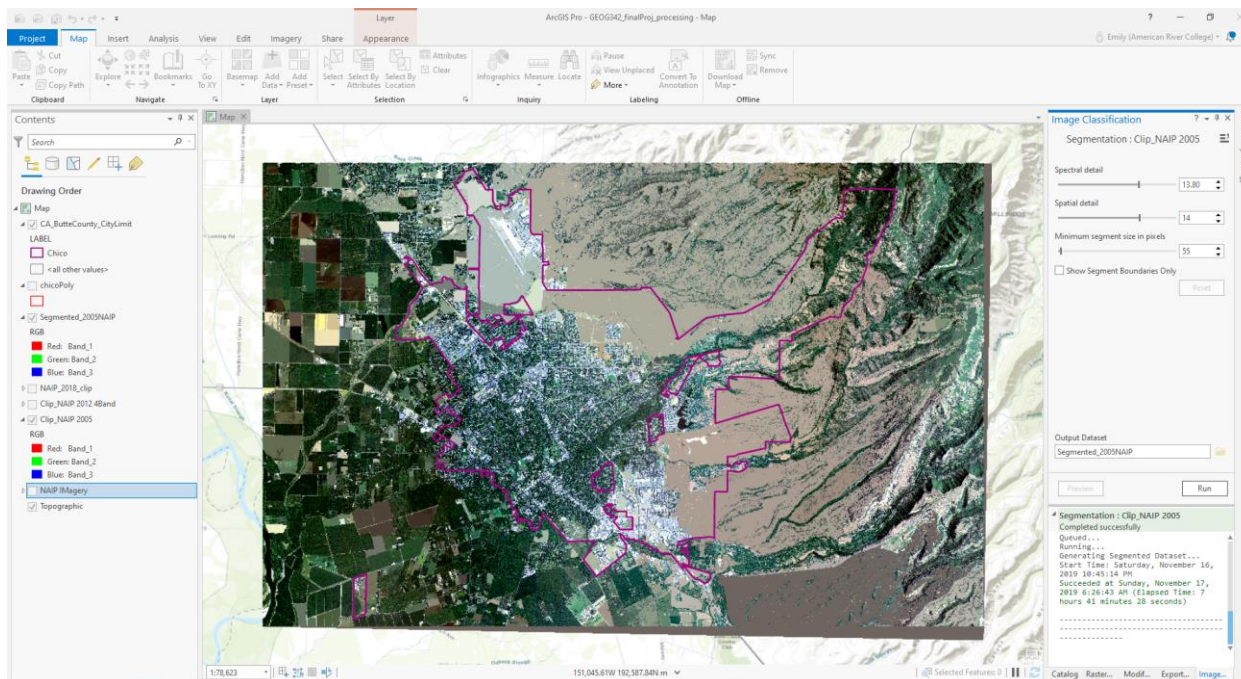 Layer
ArcGIS Pro - GEOG342_finalProj_processing - Map
Project Map Insert Analysis View Edit Imagery Share Appearance
Emily (American River College)
Paste
Cut
Copy
Copy Path
Clipboard
Explore
Bookmarks
Go To XY
Navigate
Basemap
Add Data
Add Preset
Layer
Select
Select By Attributes
Select By Location
Attributes
Clear
Selection
Infographics
Measure
Locate
Inquiry
Pause
View Unplaced
More
Convert To Annotation
Labeling
Download Map
Sync
Remove
Offline
Contents
Search
Drawing Order
Map
CA_ButteCounty_CityLimit
LABEL
Chico
<all other values>
chicoPoly
Segmented_2005NAIP
RGB
Red: Band_1
Green: Band_2
Blue: Band_3
NAIP_2018_clip
Clip_NAIP 2012 4Band
Clip_NAIP 2005
RGB
Red: Band_1
Green: Band_2
Blue: Band_3
NAIP IMagery
Topographic
Map
1:78,623
151,045.61W 192,587.84N m
Selected Features: 0
Image Classification
Segmentation : Clip_NAIP 2005
Spectral detail
13.80
Spatial detail
14
Minimum segment size in pixels
55
Show Segment Boundaries Only
Reset
Output Dataset
Segmented_2005NAIP
Preview
Run
Segmentation : Clip_NAIP 2005
Completed successfully
Queued...
Running...
Generating Segmented Dataset...
Start Time: Saturday, November 16,
2019 10:45:14 PM
Succeeded at Sunday, November 17,
2019 6:26:43 AM (Elapsed Time: 7
hours 41 minutes 28 seconds)
Catalog Raster... Modif... Export... Image...